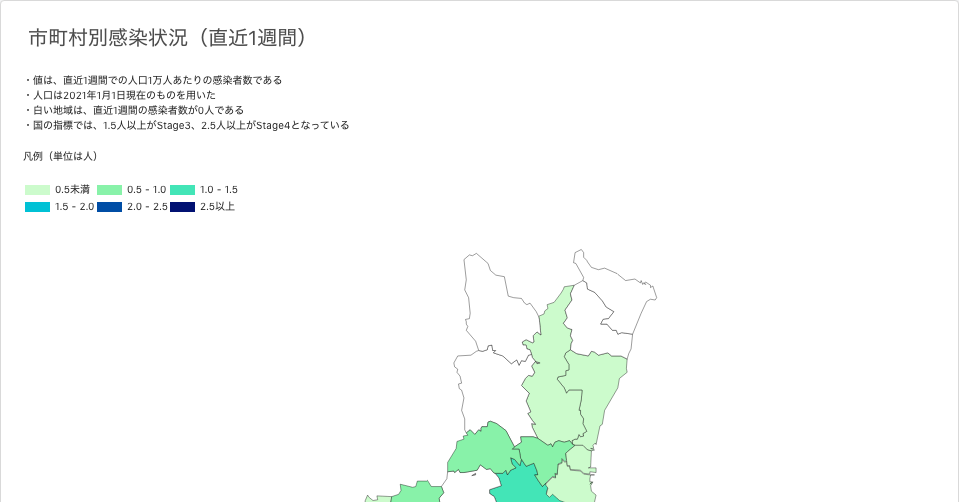 市町村別感染状況（直近1週間）
・値は、直近1週間での人口1万人あたりの感染者数である
・人口は2021年1月1日現在のものを用いた
・白い地域は、直近1週間の感染者数が0人である
・国の指標では、1.5人以上がStage3、2.5人以上がStage4となっている
凡例（単位は人）
0.5未満 0.5 - 1.0 1.0 - 1.5
1.5 - 2.0 2.0 - 2.5 2.5以上